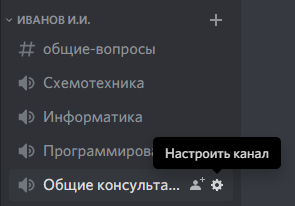 ИВАНОВ И.И.
общие-вопросы
Схемотехника
Информатика
Программирова
Настроить канал
Общие консульта...